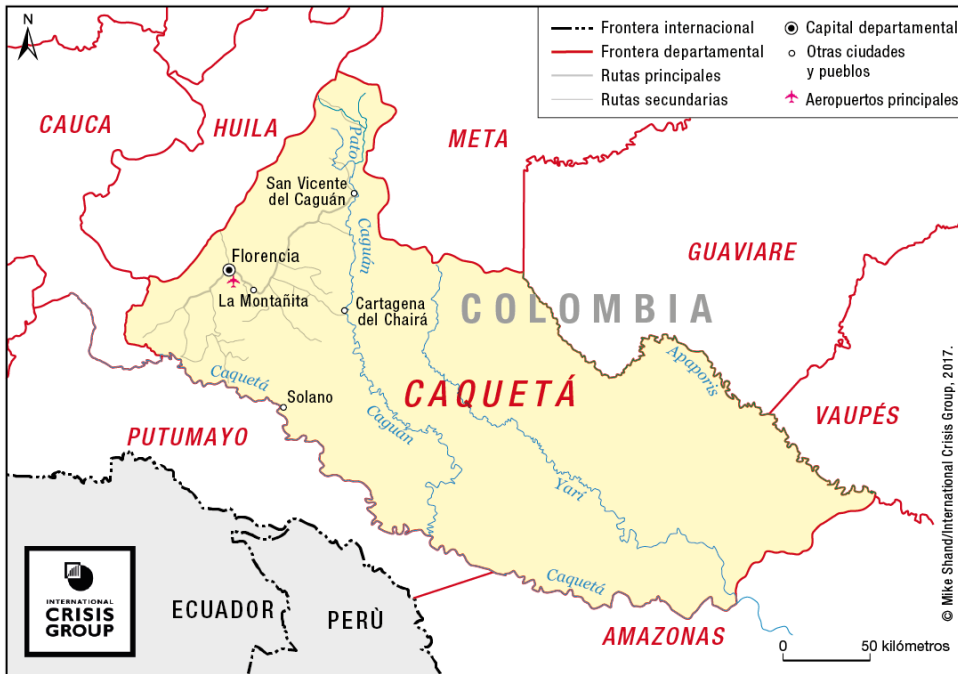 N
Frontera internacional
Frontera departamental
Rutas principales
Rutas secundarias
Capital departamental
Otras ciudades
y pueblos
Aeropuertos principales
CAUCA
HUILA
META
Pato
San Vicente
del Caguán
Caguán
GUAVIARE
Florencia
La Montañita
Cartagena
del Chairá
COLOMBIA
Apaporis
Caquetá
CAQUETÁ
Solano
Caguán
VAUPÉS
PUTUMAYO
Yarí
Caquetá
INTERNATIONAL
CRISIS
GROUP
ECUADOR
PERÙ
AMAZONAS
0
50 kilómetros
© Mike Shand/International Crisis Group, 2017.